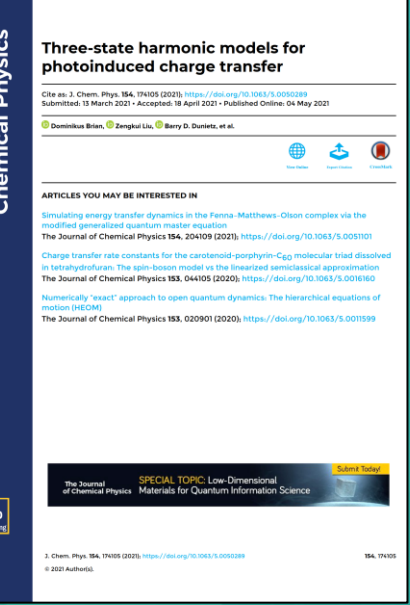 Chemical Physics
Three-state harmonic models for
photoinduced charge transfer
Cite as: J. Chem. Phys. 154, 174105 (2021); https://doi.org/10.1063/5.0050289
Submitted: 13 March 2021 • Accepted: 18 April 2021 • Published Online: 04 May 2021
Dominikus Brian, Zengkui Liu, Barry D. Dunietz, et al.
View Online
Export Citation
CrossMark
ARTICLES YOU MAY BE INTERESTED IN
Simulating energy transfer dynamics in the Fenna–Matthews–Olson complex via the
modified generalized quantum master equation
The Journal of Chemical Physics 154, 204109 (2021); https://doi.org/10.1063/5.0051101
Charge transfer rate constants for the carotenoid-porphyrin-C60 molecular triad dissolved
in tetrahydrofuran: The spin-boson model vs the linearized semiclassical approximation
The Journal of Chemical Physics 153, 044105 (2020); https://doi.org/10.1063/5.0016160
Numerically "exact" approach to open quantum dynamics: The hierarchical equations of
motion (HEOM)
The Journal of Chemical Physics 153, 020901 (2020); https://doi.org/10.1063/5.0011599
Submit Today!
The Journal
of Chemical Physics
SPECIAL TOPIC: Low-Dimensional
Materials for Quantum Information Science
J. Chem. Phys. 154, 174105 (2021); https://doi.org/10.1063/5.0050289
154, 174105
© 2021 Author(s).